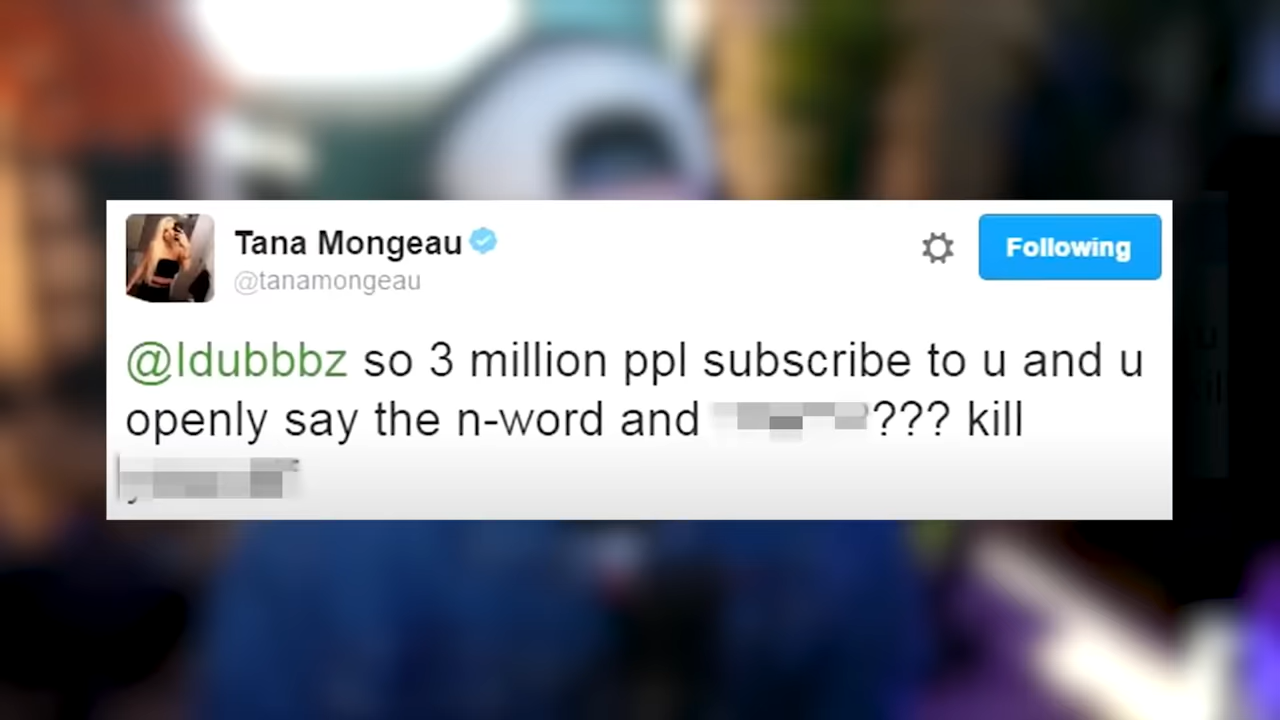 Tana Mongeau
@tanamongeau
Following
@Idubbbz so 3 million ppl subscribe to u and u
openly say the n-word and ??? kill